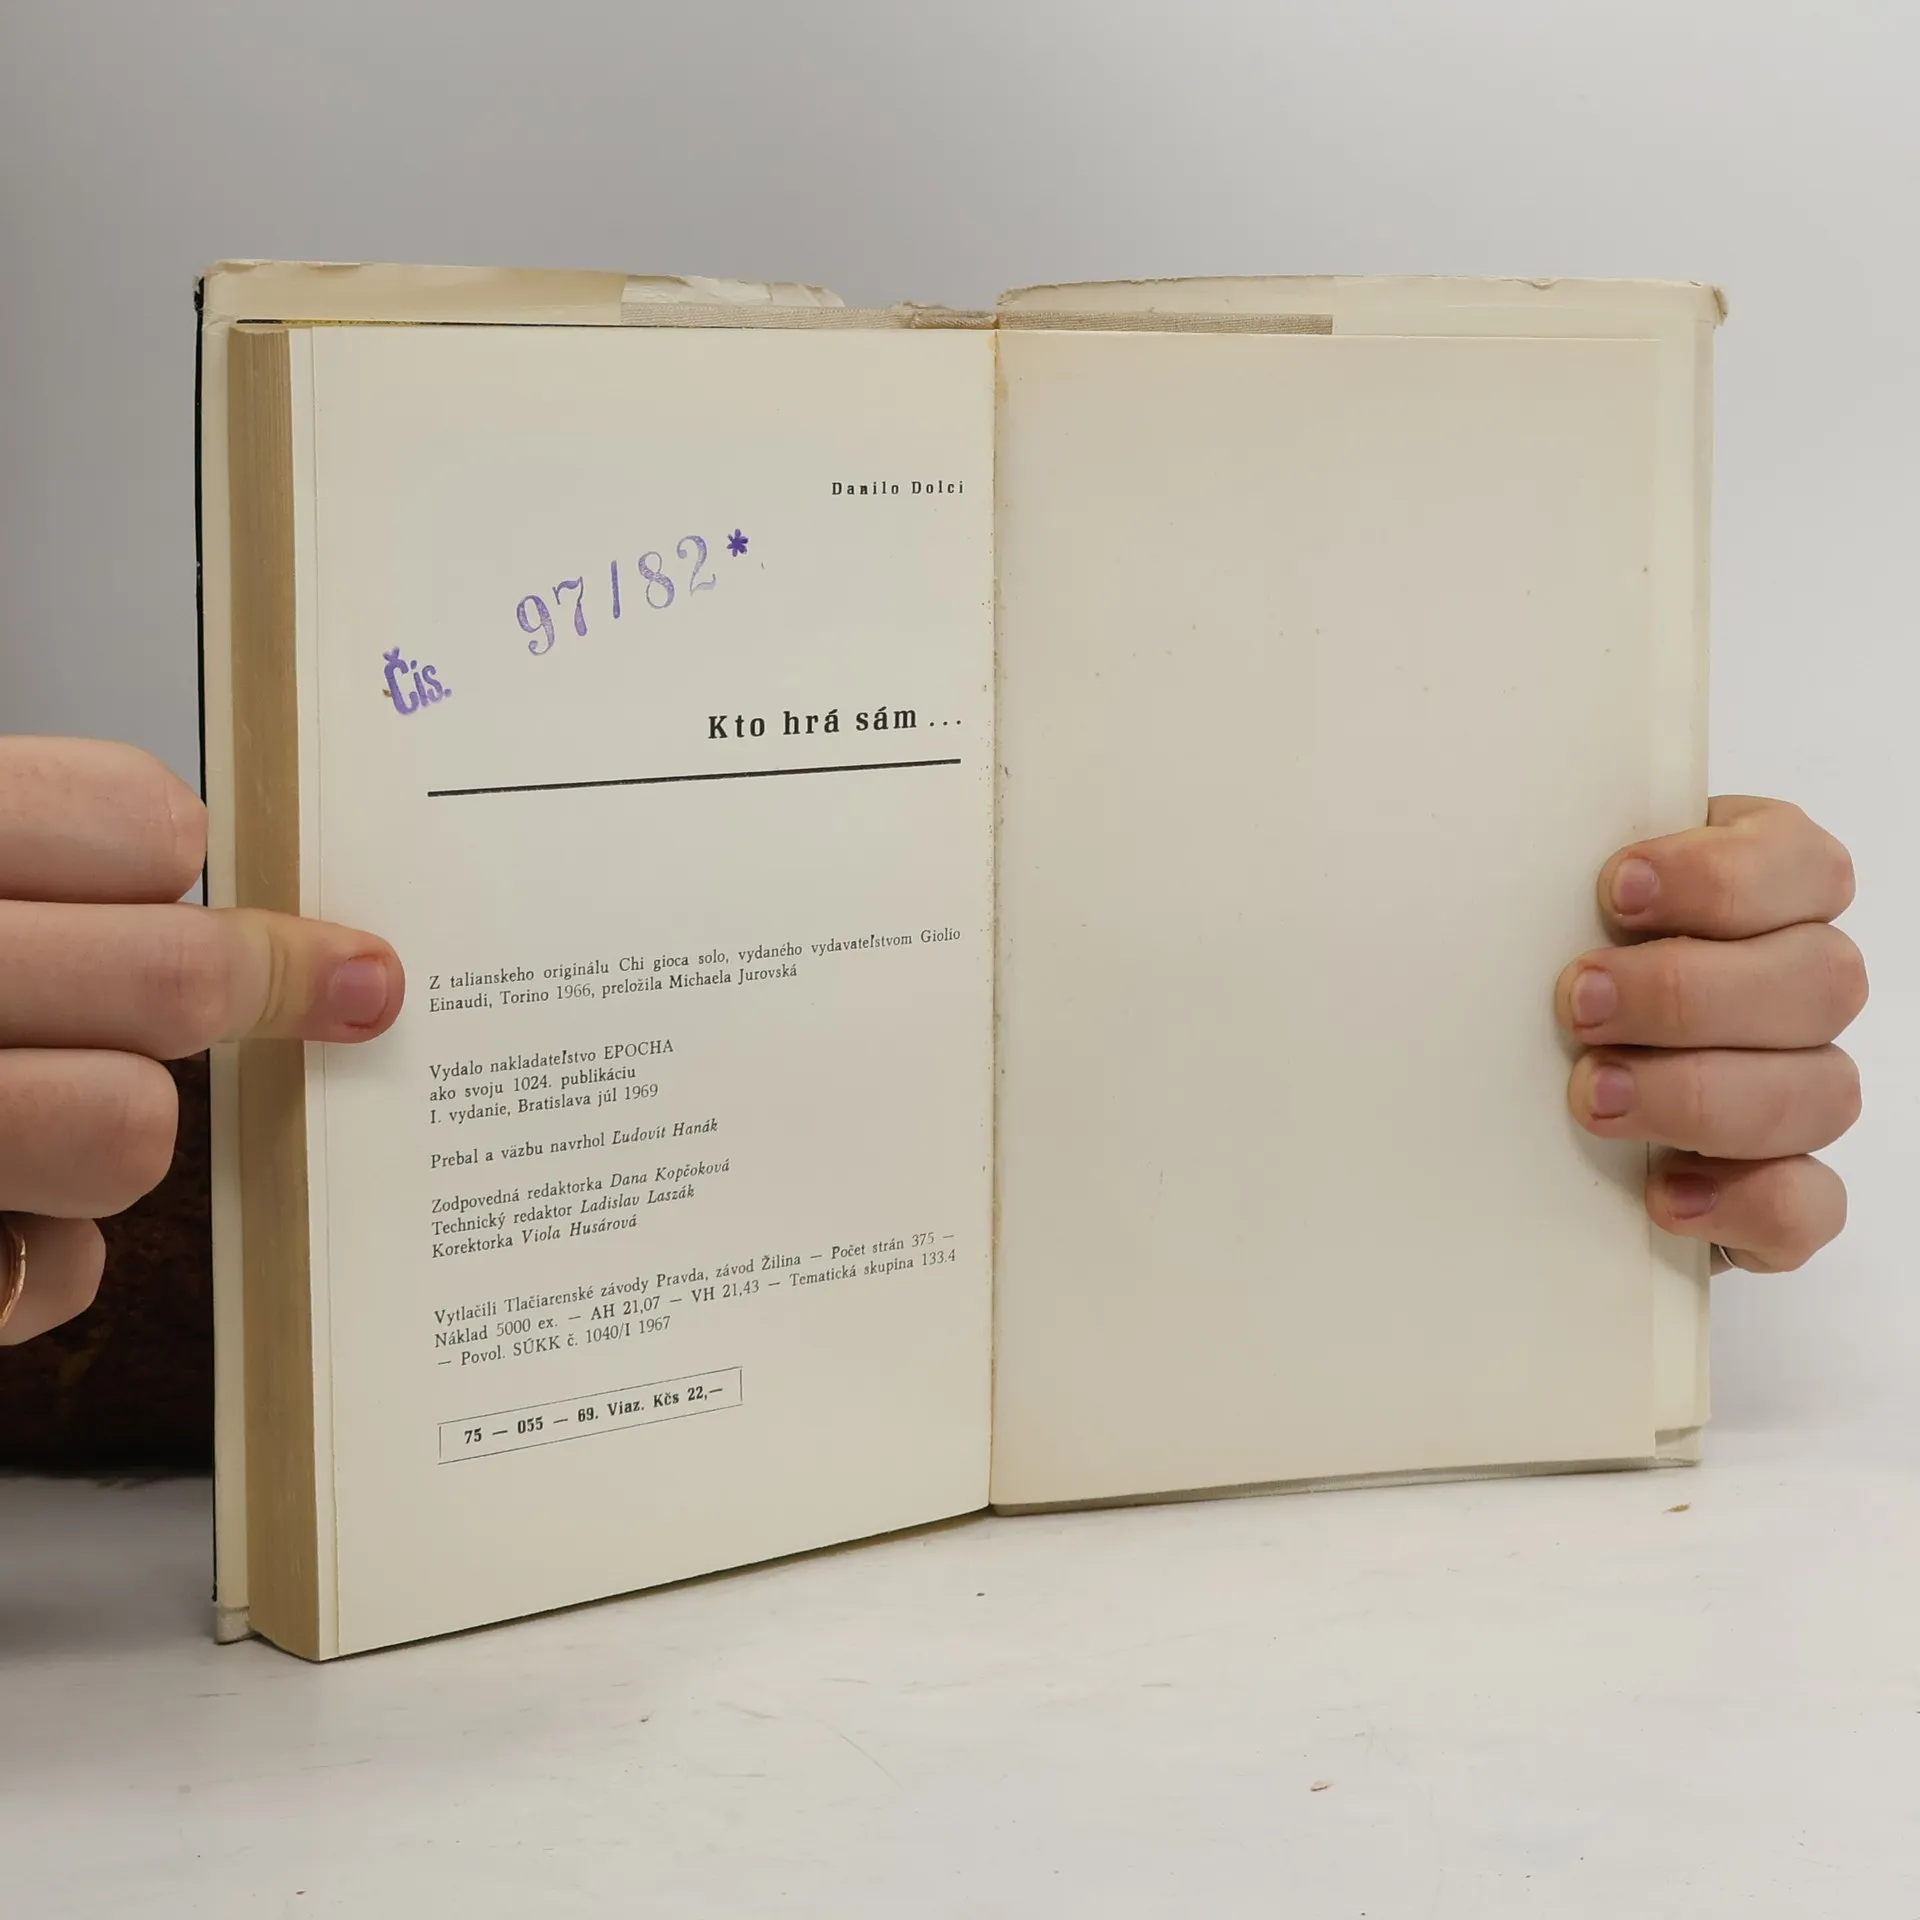 Danilo Dolci
97/82*
Čís.
Kto hrá sám...
Z talianskeho originálu Chi gioca solo, vydaného vydavateľstvom Giolio
Einaudi, Torino 1966, preložila Michaela Jurovská
Vydalo nakladateľstvo EPOCHA
ako svoju 1024. publikáciu
I. vydanie, Bratislava júl 1969
Prebal a väzbu navrhol Ľudovít Hanák
Zodpovedná redaktorka Dana Kopčoková
Technický redaktor Ladislav Laszák
Korektorka Viola Husárová
Vytlačili Tlačiarenské závody Pravda, závod Žilina — Počet strán 375 —
Náklad 5000 ex. — AH 21,07 — VH 21,43 — Tematická skupina 133.4
— Povol. SÚKK č. 1040/I 1967
75 — 055 — 69. Viaz. Kčs 22,—